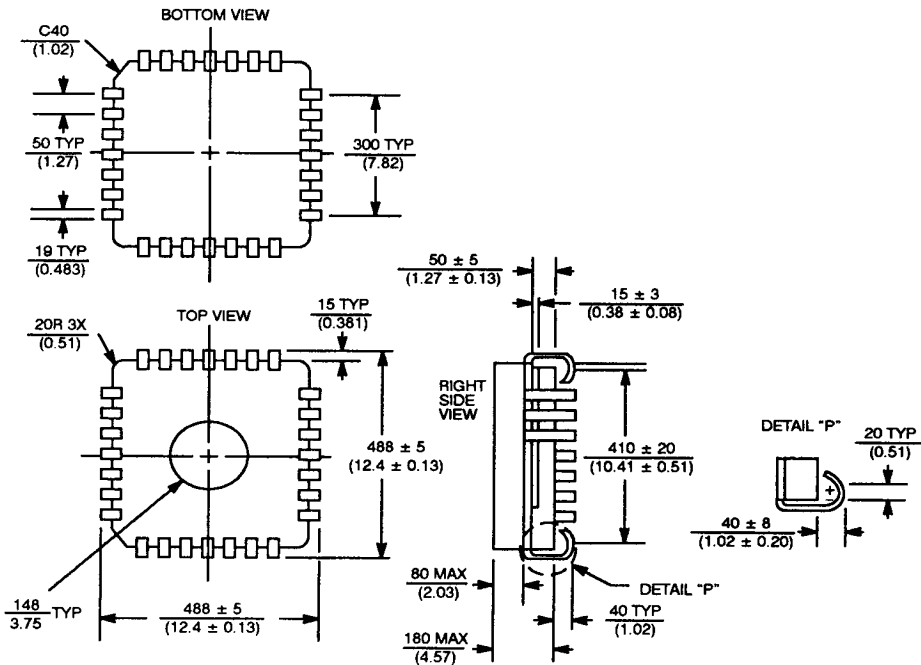 BOTTOM VIEW
C40
(1.02)
50 TYP
(1.27)
300 TYP
(7.82)
19 TYP
(0.483)
50 ± 5
(1.27 ± 0.13)
15 ± 3
(0.38 ± 0.08)
TOP VIEW
15 TYP
(0.381)
20R 3X
(0.51)
488 ± 5
(12.4 ± 0.13)
RIGHT
SIDE
VIEW
410 ± 20
(10.41 ± 0.51)
DETAIL "P"
20 TYP
(0.51)
40 ± 8
(1.02 ± 0.20)
148
3.75
TYP
488 ± 5
(12.4 ± 0.13)
80 MAX
(2.03)
DETAIL "P"
40 TYP
(1.02)
180 MAX
(4.57)